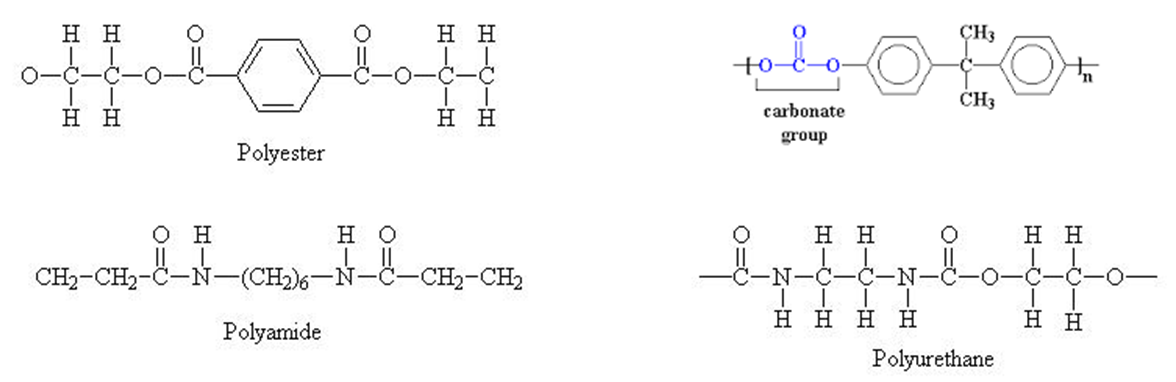 H H O O H H
O C C O C C O C C
H H H H
Polyester
O CH₃
[ O C O C ]n
CH₃
carbonate
group
O H H O
CH₂ CH₂ C N (CH₂)₆ N C CH₂ CH₂
Polyamide
O H H O H H
C N C C N C O C C O
H H H H H H
Polyurethane